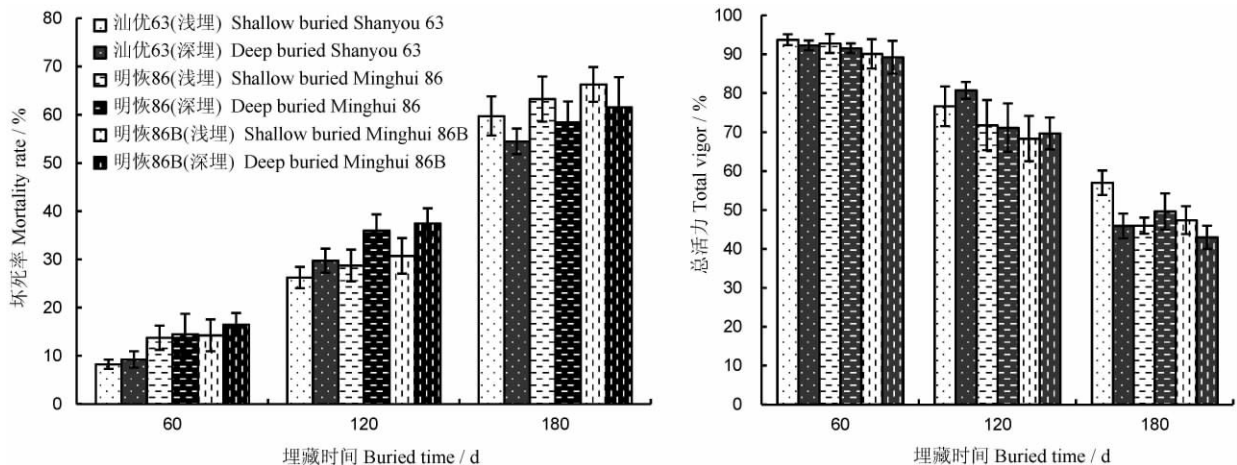 坏死率 Mortality rate / %
80
70
60
50
40
30
20
10
0
汕优63(浅埋) Shallow buried Shanyou 63
汕优63(深埋) Deep buried Shanyou 63
明恢86(浅埋) Shallow buried Minghui 86
明恢86(深埋) Deep buried Minghui 86
明恢86B(浅埋) Shallow buried Minghui 86B
明恢86B(深埋) Deep buried Minghui 86B
60 120 180
埋藏时间 Buried time / d
总活力 Total vigor / %
100
90
80
70
60
50
40
30
20
10
0
60 120 180
埋藏时间 Buried time / d